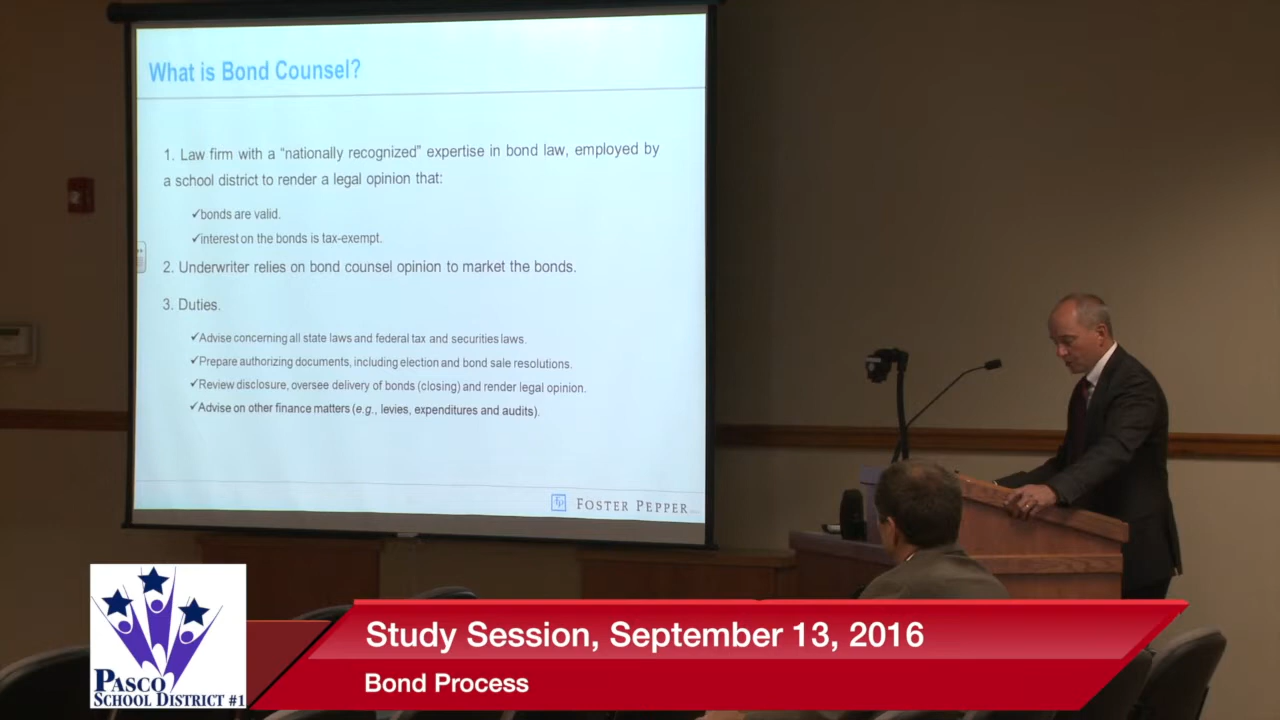 What is Bond Counsel?
1. Law firm with a “nationally recognized” expertise in bond law, employed by
a school district to render a legal opinion that:
✓bonds are valid.
✓interest on the bonds is tax-exempt.
2. Underwriter relies on bond counsel opinion to market the bonds.
3. Duties.
✓Advise concerning all state laws and federal tax and securities laws.
✓Prepare authorizing documents, including election and bond sale resolutions.
✓Review disclosure, oversee delivery of bonds (closing) and render legal opinion.
✓Advise on other finance matters (e.g., levies, expenditures and audits).
FOSTER PEPPER
Study Session, September 13, 2016
Bond Process
PASCO
SCHOOL DISTRICT #1